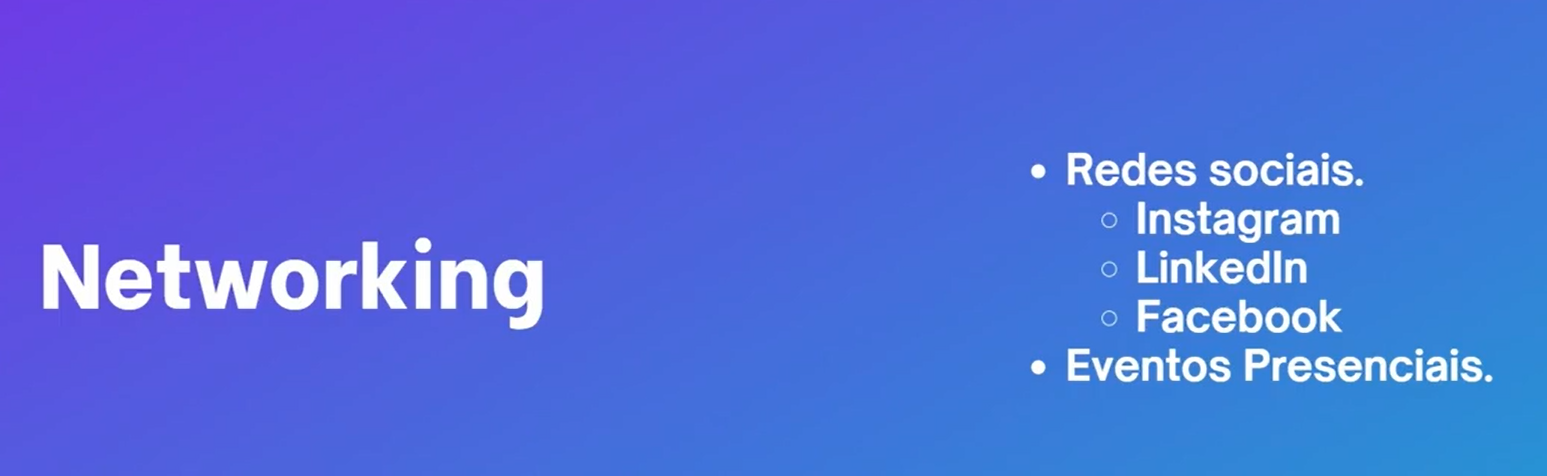 Networking
• Redes sociais.
○ Instagram
○ LinkedIn
○ Facebook
• Eventos Presenciais.